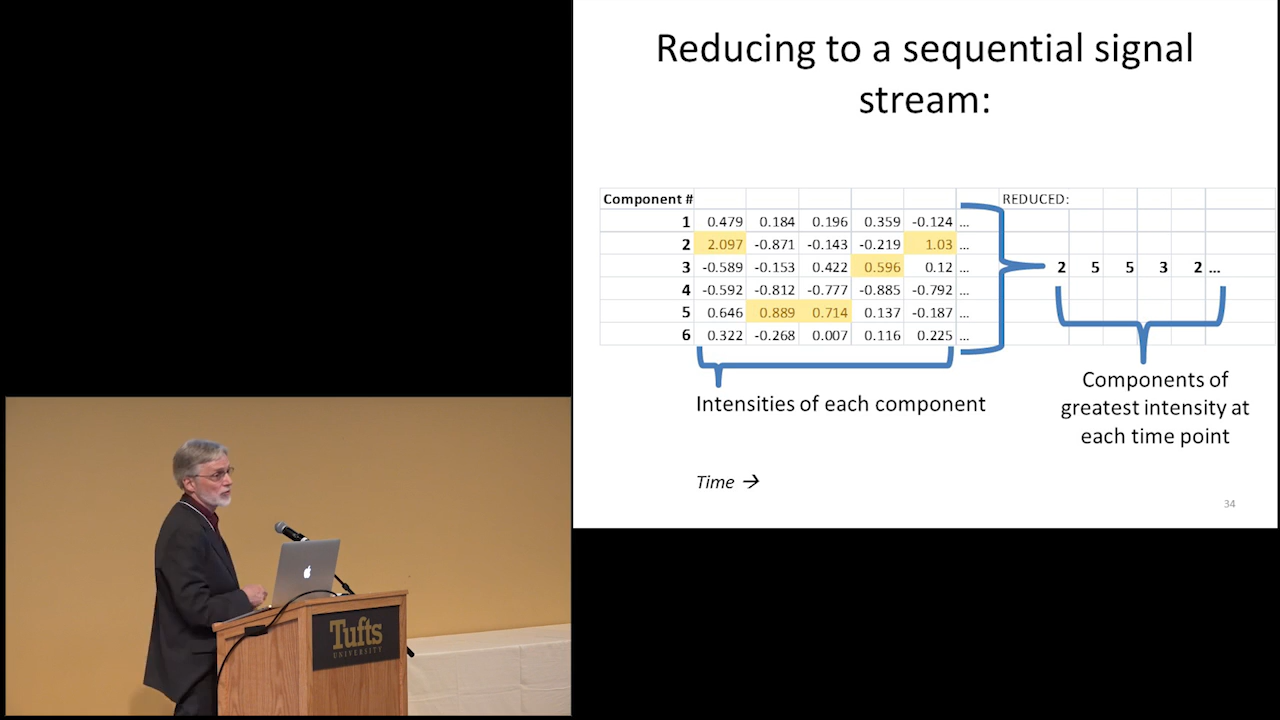 Reducing to a sequential signal
stream:
Component #
REDUCED:
1 0.479 0.184 0.196 0.359 -0.124 ...
2 2.097 -0.871 -0.143 -0.219 1.03 ...
3 -0.589 -0.153 0.422 0.596 0.12 ...
2 5 5 3 2 ...
4 -0.592 -0.812 -0.777 -0.885 -0.792 ...
5 0.646 0.889 0.714 0.137 -0.187 ...
6 0.322 -0.268 0.007 0.116 0.225 ...
Intensities of each component
Components of
greatest intensity at
each time point
Time →
34
Tufts
UNIVERSITY